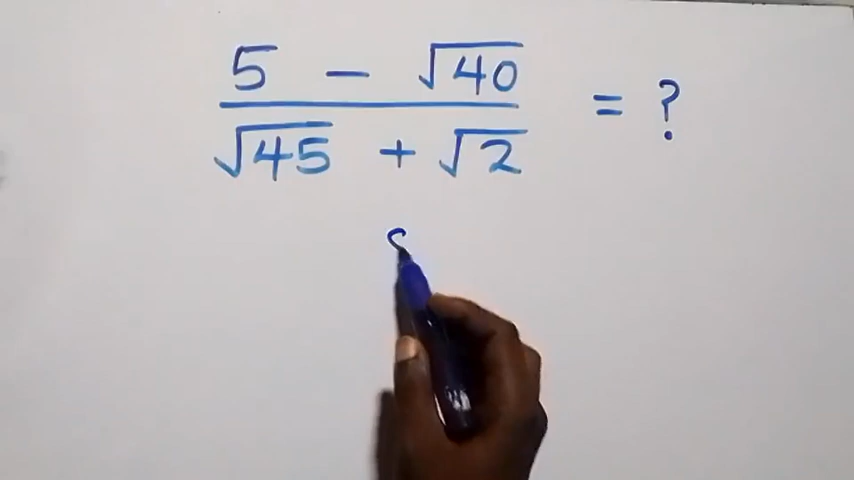 5 - √40
= ?
√45 + √2